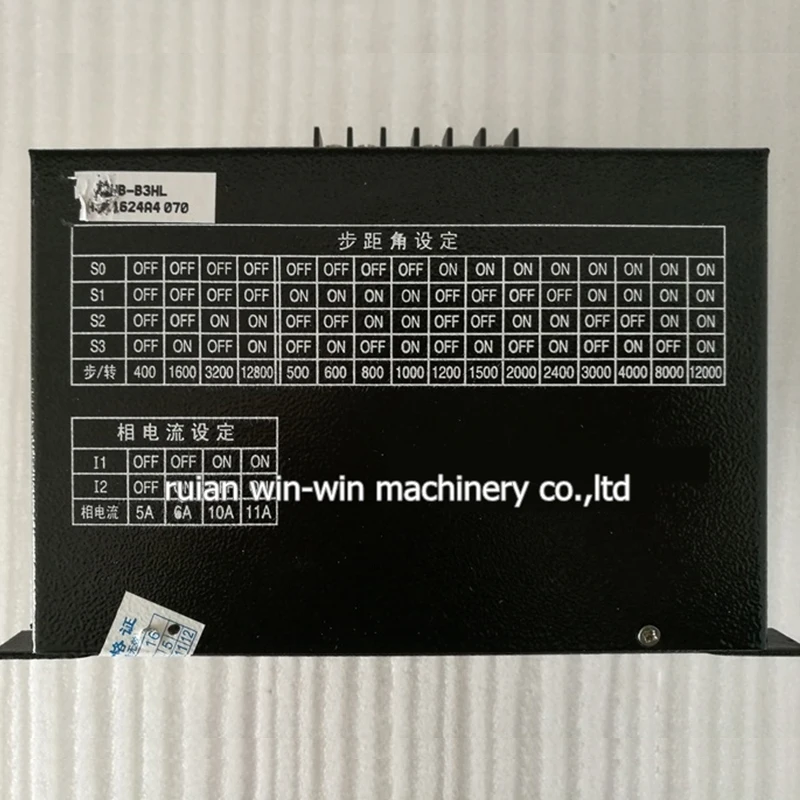 HB-B3HL
1624A4 070
步距角设定
S0 OFF OFF OFF OFF OFF OFF OFF OFF ON ON ON ON ON ON ON ON
S1 OFF OFF OFF OFF ON ON ON ON OFF OFF OFF OFF ON ON ON ON
S2 OFF OFF ON ON OFF OFF ON ON OFF OFF ON ON OFF OFF ON ON
S3 OFF ON OFF ON OFF ON OFF ON OFF ON OFF ON OFF ON OFF ON
步/转 400 1600 3200 12800 500 600 800 1000 1200 1500 2000 2400 3000 4000 8000 12000
相电流设定
I1 OFF OFF ON ON
I2 OFF
ruian win-win machinery co.,ltd
相电流 5A 6A 10A 11A
格证
16
11 12